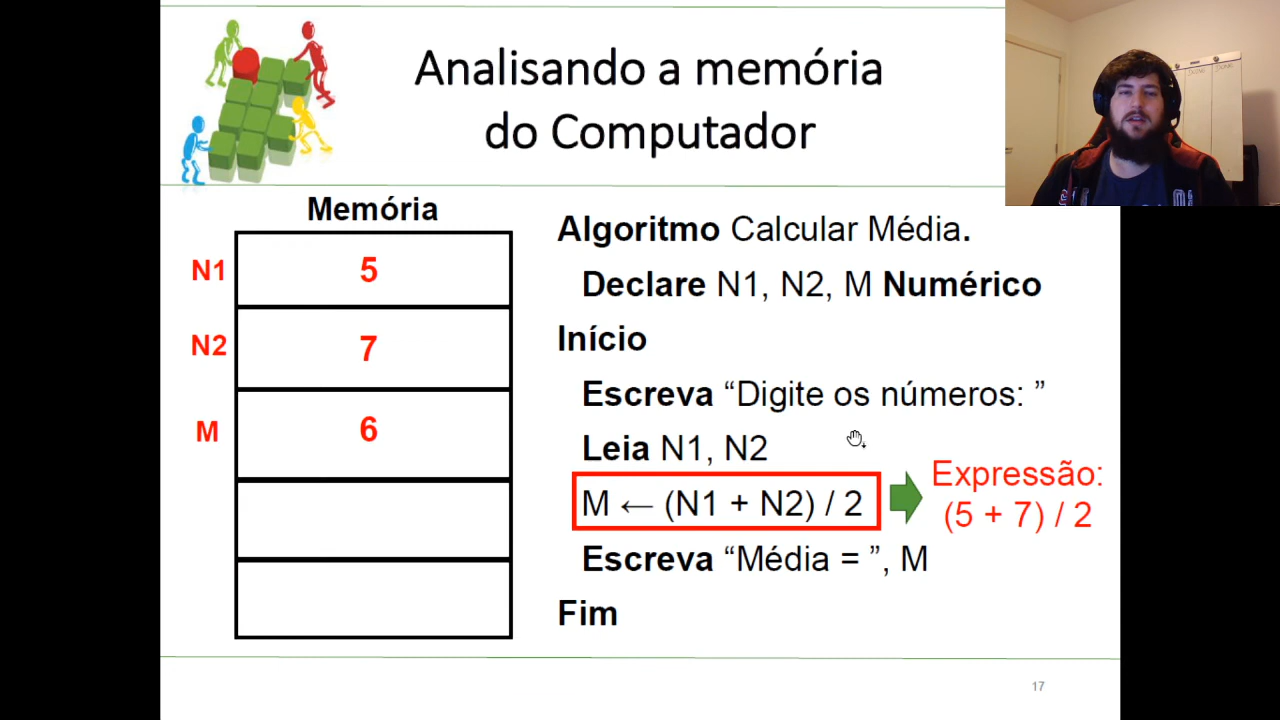 Analisando a memória
do Computador
Memória
N1
5
N2
7
M
6
Algoritmo Calcular Média.
Declare N1, N2, M Numérico
Início
Escreva “Digite os números: ”
Leia N1, N2
M ← (N1 + N2) / 2
Expressão:
(5 + 7) / 2
Escreva “Média = ”, M
Fim
17